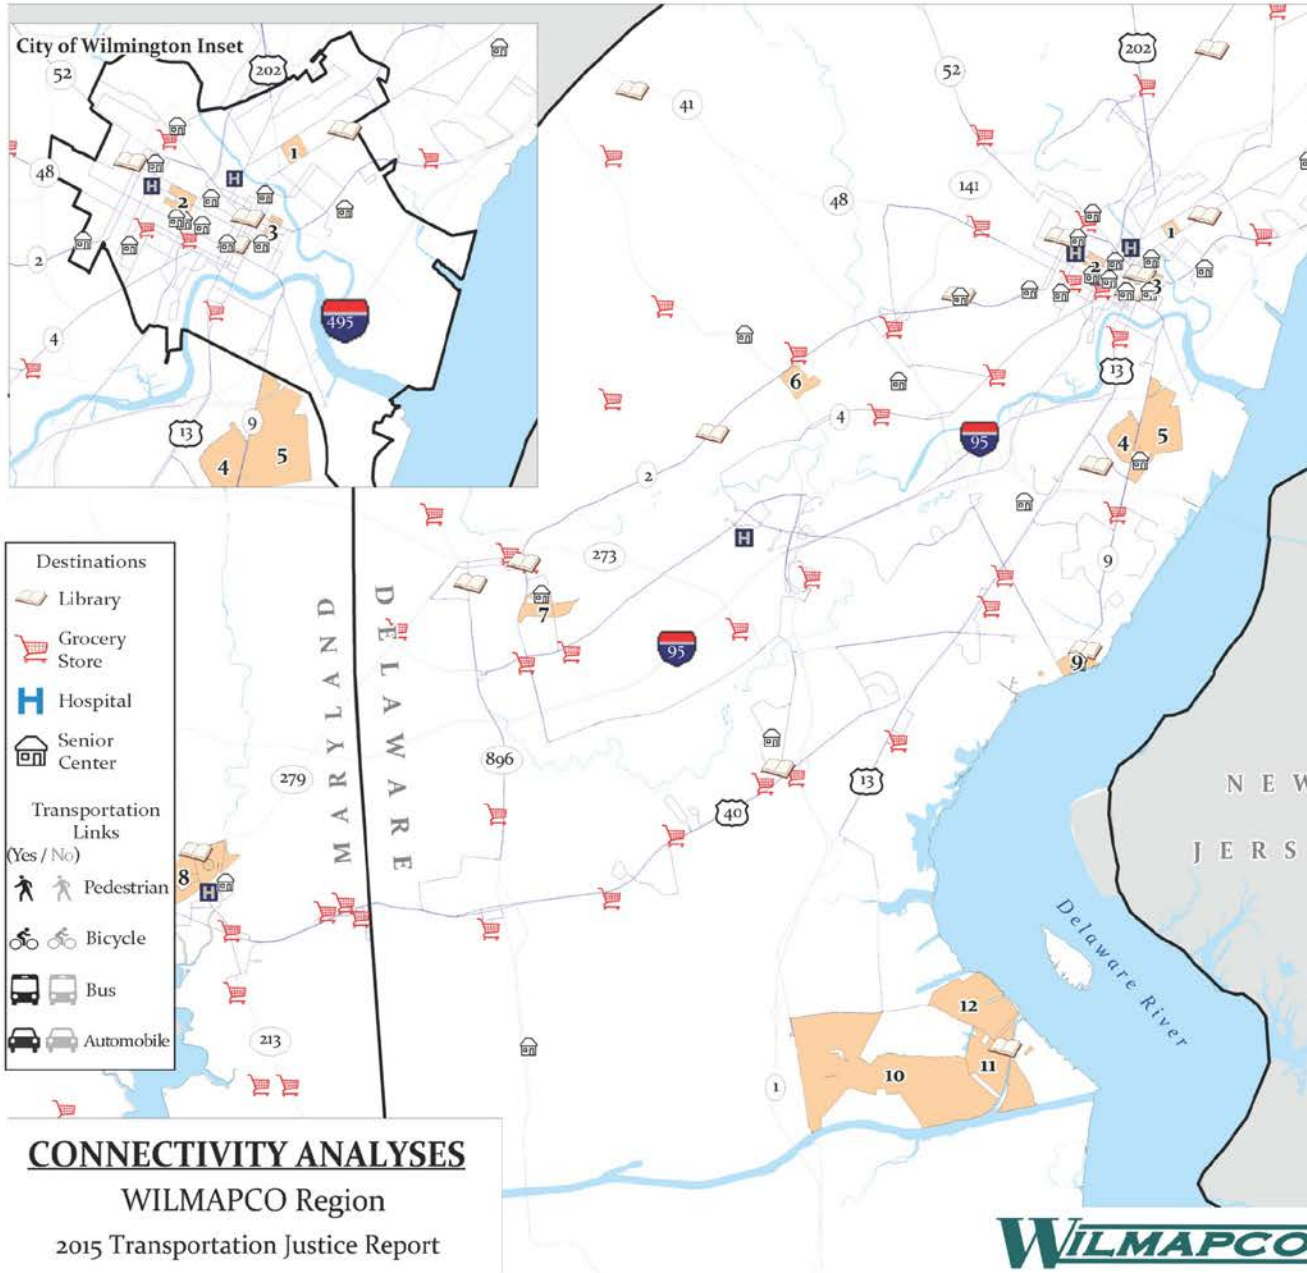 City of Wilmington Inset
52
202
48
1
2
3
2
495
4
13
9
4
5
202
52
41
48
141
1
2
3
13
6
4
95
4
5
2
273
9
7
95
9
MARYLAND
DELAWARE
896
279
13
40
NEW
JERS
8
Delaware River
12
213
11
10
1
Destinations
Library
Grocery
Store
H Hospital
Senior
Center
Transportation
Links
(Yes / No)
Pedestrian
Bicycle
Bus
Automobile
H
H
H
H
H
H
CONNECTIVITY ANALYSES
WILMAPCO Region
2015 Transportation Justice Report
WILMAPCO